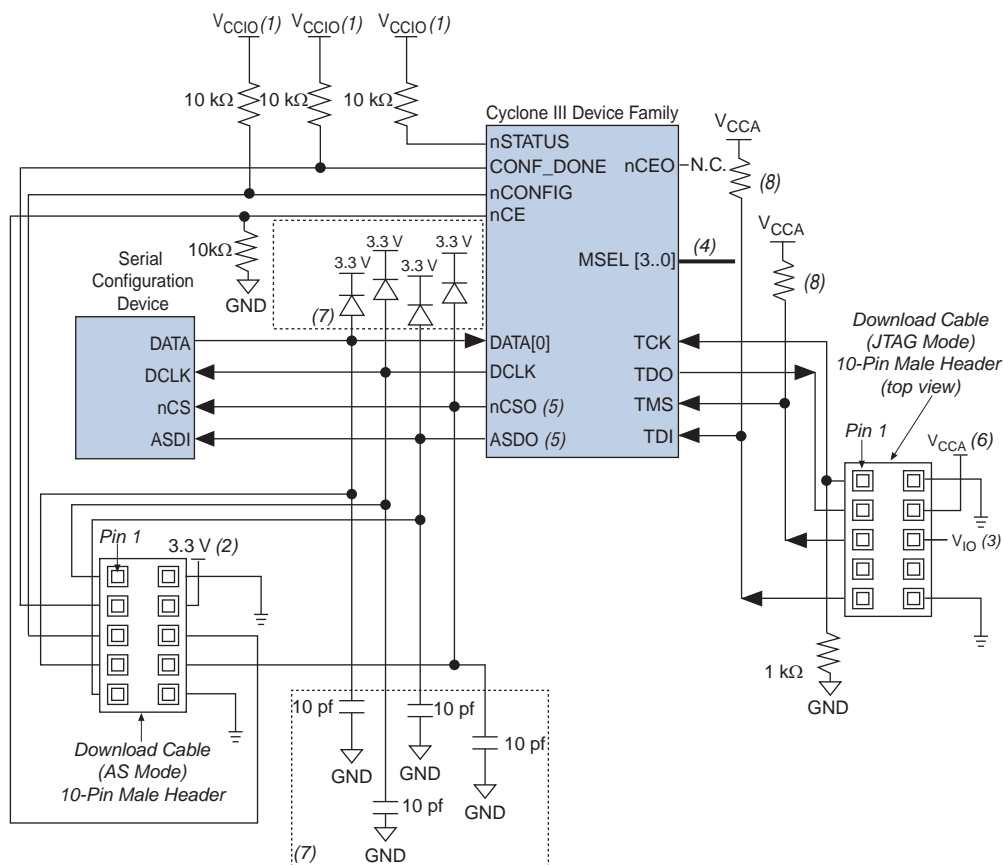 VCCIO (1) VCCIO (1) VCCIO (1)
10 kΩ 10 kΩ 10 kΩ
Cyclone III Device Family
nSTATUS
CONF_DONE
nCONFIG
nCE
nCEO
N.C.
VCCA
(8)
VCCA
(8)
MSEL [3..0]
(4)
10kΩ
GND
3.3 V
3.3 V
3.3 V
3.3 V
(7)
Serial
Configuration
Device
DATA
DCLK
nCS
ASDI
DATA[0]
DCLK
nCSO (5)
ASDO (5)
TCK
TDO
TMS
TDI
Download Cable
(JTAG Mode)
10-Pin Male Header
(top view)
Pin 1
VCCA (6)
VIO (3)
1 kΩ
GND
Pin 1
3.3 V (2)
Download Cable
(AS Mode)
10-Pin Male Header
10 pf
GND
10 pf
GND
10 pf
GND
10 pf
GND
(7)